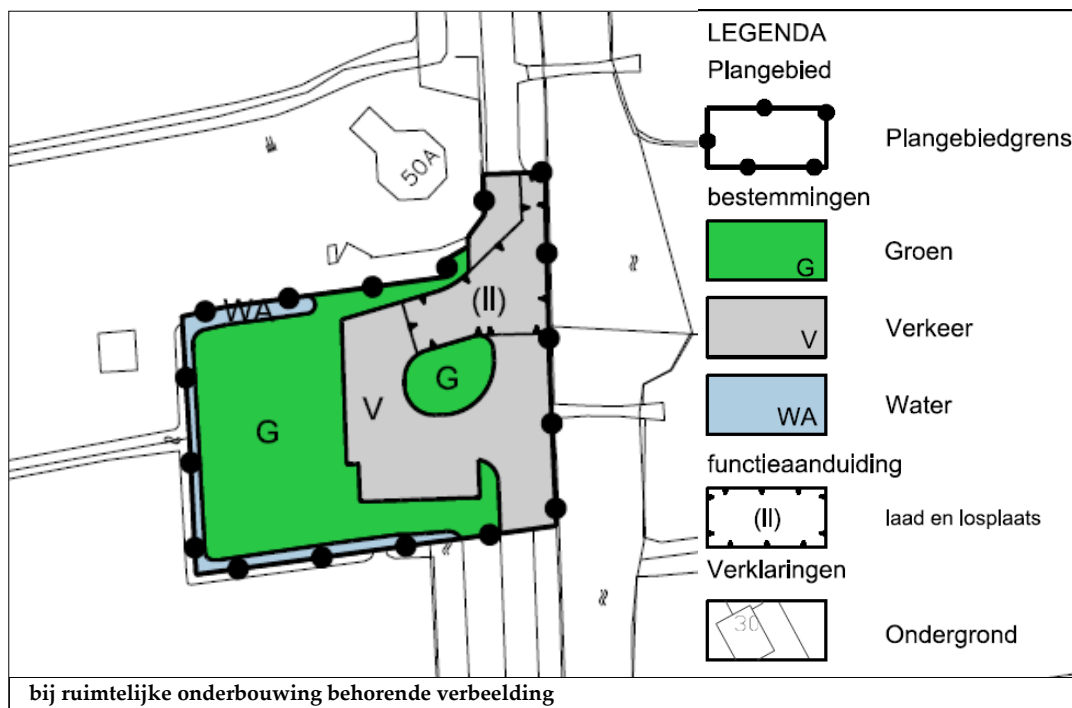 LEGENDA
Plangebied
Plangebiedgrens
bestemmingen
G
Groen
V
Verkeer
WA
Water
functieaanduiding
(ll)
laad en losplaats
Verklaringen
30
Ondergrond
50A
WA
(ll)
G
V
G
bij ruimtelijke onderbouwing behorende verbeelding